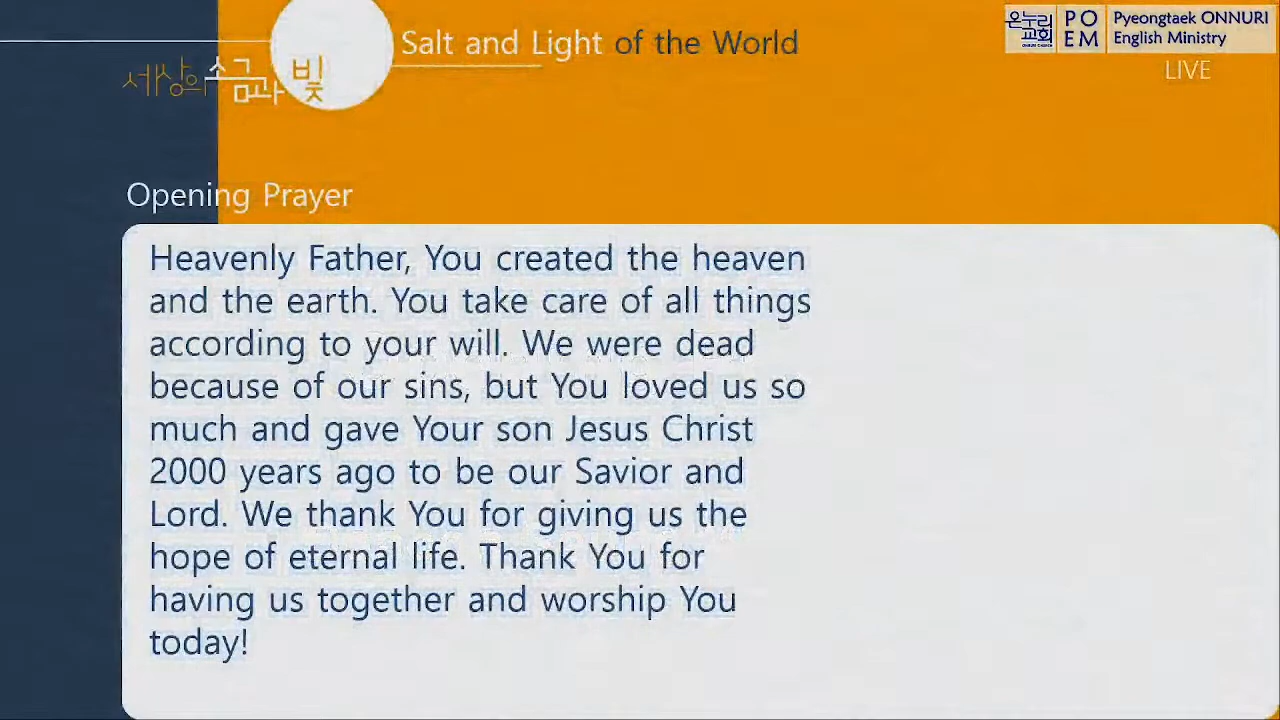 Salt and Light of the World
세상의 소금과 빛
온누리
교회
ONNURI CHURCH
PO
EM
Pyeongtaek ONNURI
English Ministry
LIVE
Opening Prayer
Heavenly Father, You created the heaven
and the earth. You take care of all things
according to your will. We were dead
because of our sins, but You loved us so
much and gave Your son Jesus Christ
2000 years ago to be our Savior and
Lord. We thank You for giving us the
hope of eternal life. Thank You for
having us together and worship You
today!